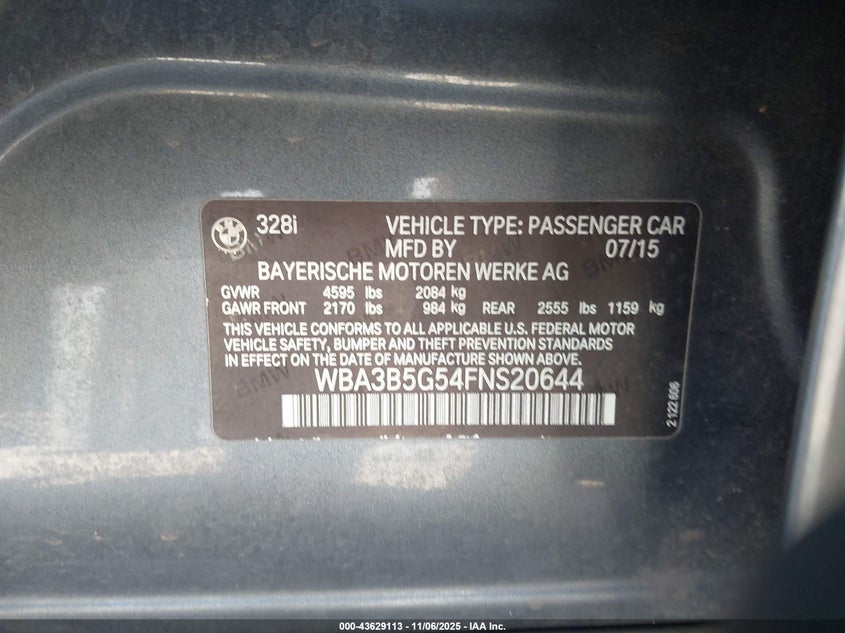 328i VEHICLE TYPE: PASSENGER CAR
MFD BY 07/15
BAYERISCHE MOTOREN WERKE AG
GVWR 4595 lbs 2084 kg
GAWR FRONT 2170 lbs 984 kg REAR 2555 lbs 1159 kg
THIS VEHICLE CONFORMS TO ALL APPLICABLE U.S. FEDERAL MOTOR
VEHICLE SAFETY, BUMPER AND THEFT PREVENTION STANDARDS
IN EFFECT ON THE DATE OF MANUFACTURE SHOWN ABOVE.
WBA3B5G54FNS20644
2 122 606
000-43629113 - 11/06/2025 - IAA Inc.